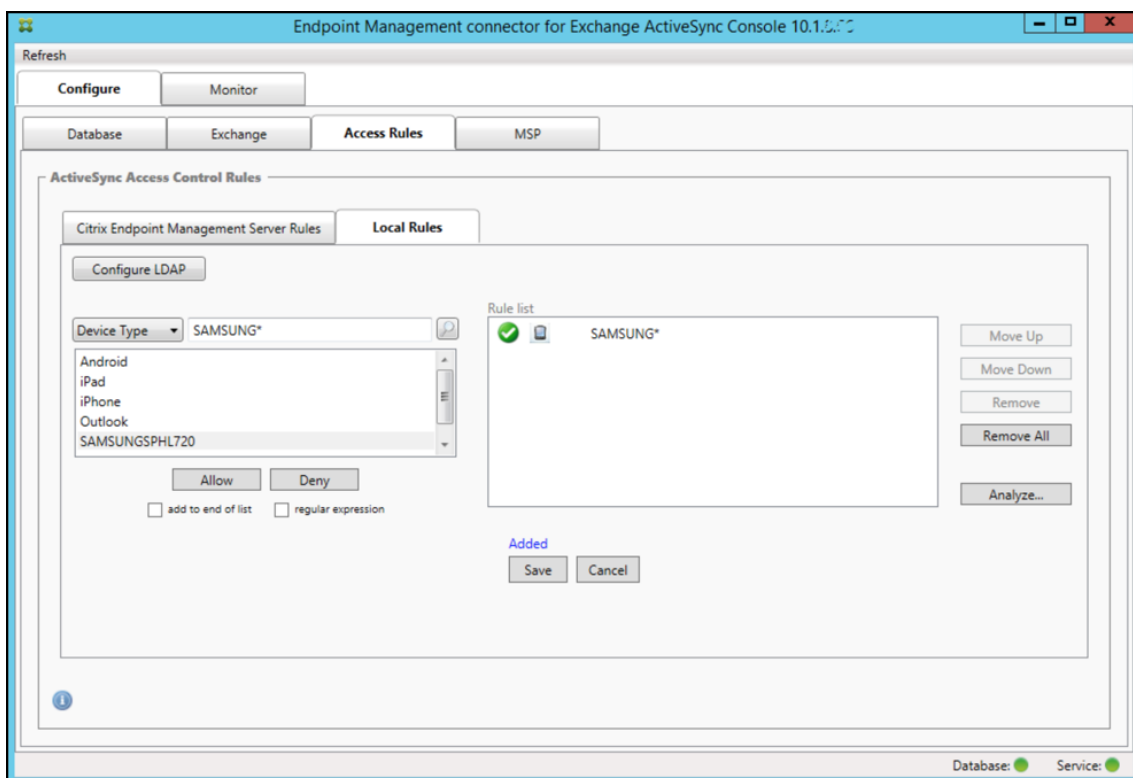 Endpoint Management connector for Exchange ActiveSync Console 10.1.
Refresh
Configure Monitor
Database Exchange Access Rules MSP
ActiveSync Access Control Rules
Citrix Endpoint Management Server Rules Local Rules
Configure LDAP
Rule list
Device Type SAMSUNG*
SAMSUNG*
Move Up
Android
iPad
Move Down
iPhone
Remove
Outlook
SAMSUNGSPHL720
Remove All
Allow Deny
Analyze...
add to end of list regular expression
Added
Save Cancel
Database: Service: